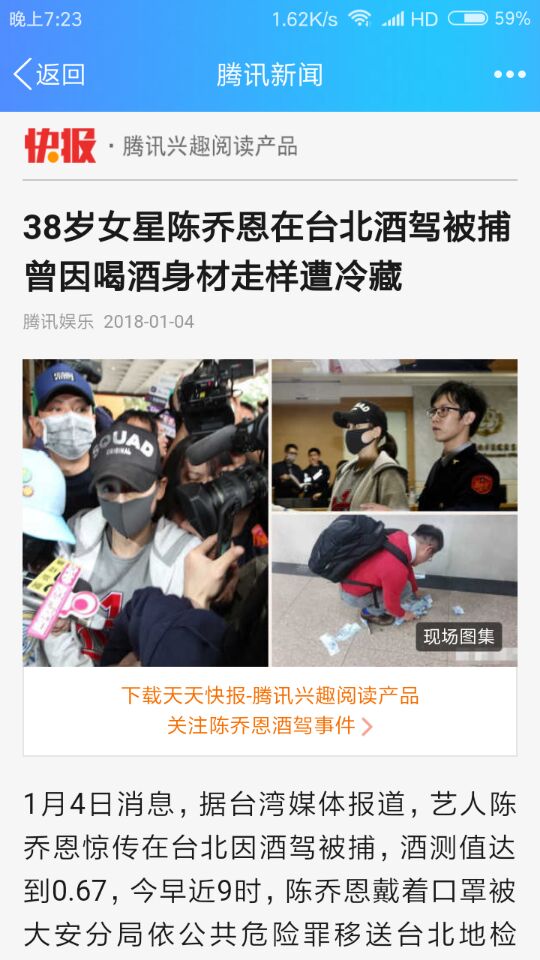 晚上7:23
1.62K/s
HD
59%
返回
腾讯新闻
快报 · 腾讯兴趣阅读产品
38岁女星陈乔恩在台北酒驾被捕
曾因喝酒身材走样遭冷藏
腾讯娱乐 2018-01-04
SQUAD
ORIGINAL
现场图集
下载天天快报-腾讯兴趣阅读产品
关注陈乔恩酒驾事件
1月4日消息，据台湾媒体报道，艺人陈
乔恩惊传在台北因酒驾被捕，酒测值达
到0.67，今早近9时，陈乔恩戴着口罩被
大安分局依公共危险罪移送台北地检